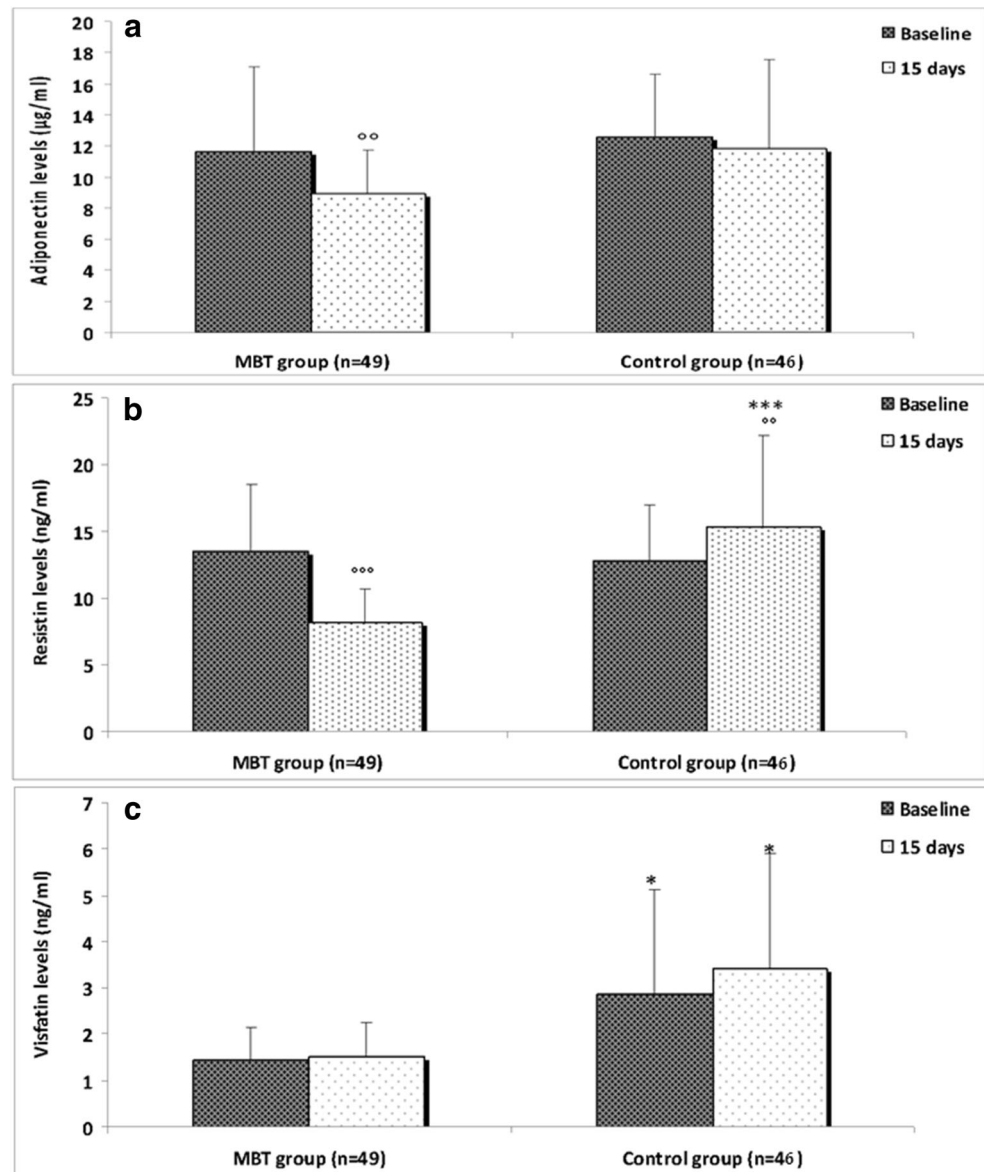 a
Baseline
15 days
Adiponectin levels (µg/ml)
20
18
16
14
12
10
8
6
4
2
0
°°
MBT group (n=49)
Control group (n=46)
b
Baseline
15 days
Resistin levels (ng/ml)
25
20
15
10
5
0
°°°
***
°°
MBT group (n=49)
Control group (n=46)
c
Baseline
15 days
Visfatin levels (ng/ml)
7
6
5
4
3
2
1
0
*
*
MBT group (n=49)
Control group (n=46)